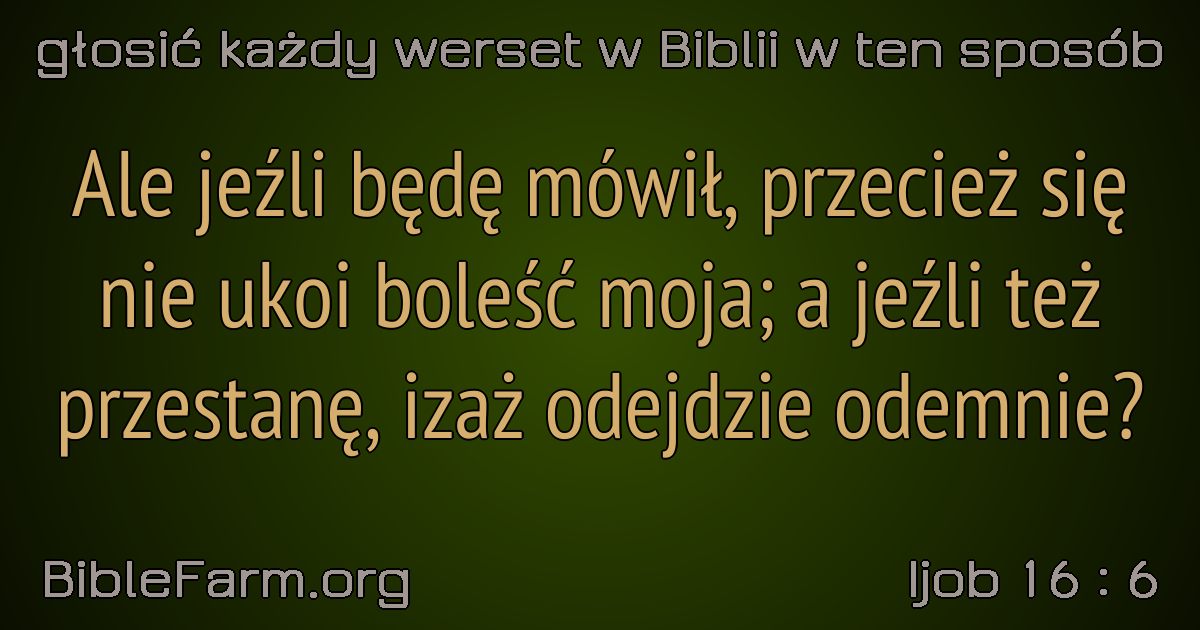 głosić każdy werset w Biblii w ten sposób
Ale jeźli będę mówił, przecież się
nie ukoi boleść moja; a jeźli też
przestanę, izaż odejdzie odemnie?
BibleFarm.org
Ijob 16 : 6